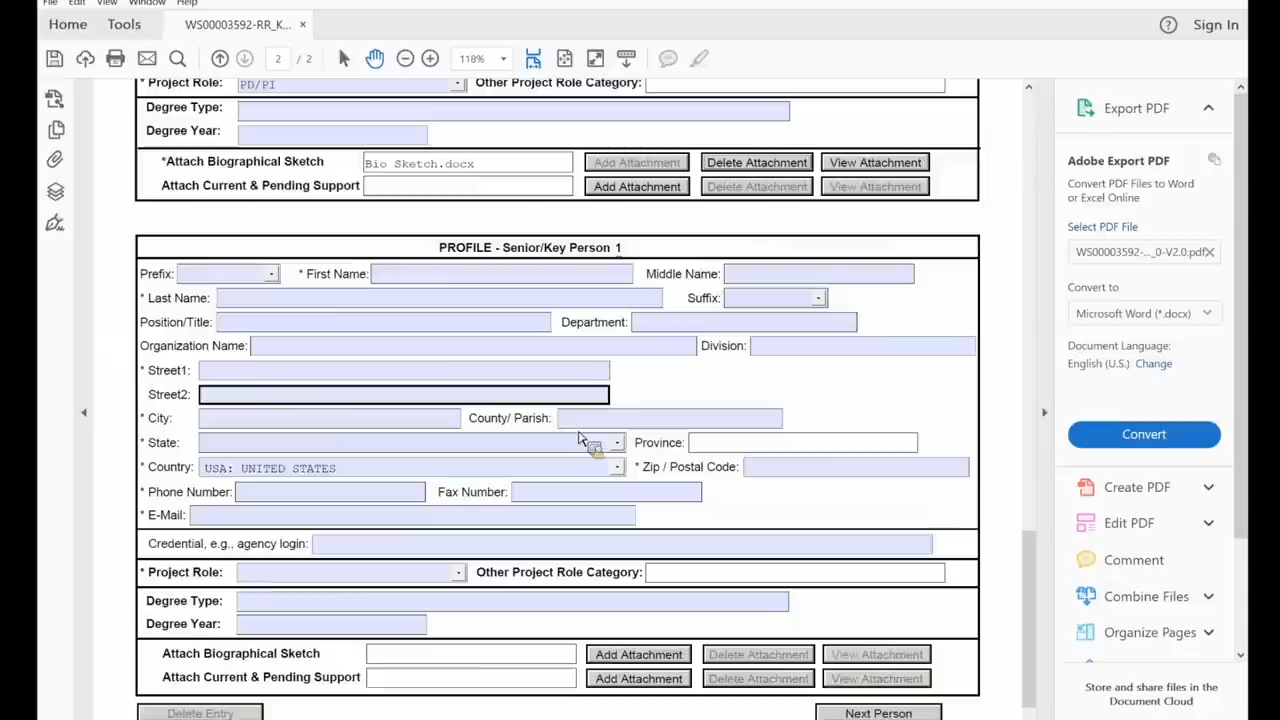 File Edit View Window Help
Home Tools WS00003592-RR_K... × Sign In
2 / 2 118%
* Project Role: PD/PI Other Project Role Category:
Degree Type:
Degree Year:
*Attach Biographical Sketch Bio Sketch.docx Add Attachment Delete Attachment View Attachment
Attach Current & Pending Support Add Attachment Delete Attachment View Attachment
PROFILE - Senior/Key Person 1
Prefix: * First Name: Middle Name:
* Last Name: Suffix:
Position/Title: Department:
Organization Name: Division:
* Street1:
Street2:
* City: County/ Parish:
* State: Province:
* Country: USA: UNITED STATES * Zip / Postal Code:
* Phone Number: Fax Number:
* E-Mail:
Credential, e.g., agency login:
* Project Role: Other Project Role Category:
Degree Type:
Degree Year:
Attach Biographical Sketch Add Attachment Delete Attachment View Attachment
Attach Current & Pending Support Add Attachment Delete Attachment View Attachment
Delete Entry Next Person
Export PDF
Adobe Export PDF
Convert PDF Files to Word
or Excel Online
Select PDF File
WS00003592-..._0-V2.0.pdf
Convert to
Microsoft Word (*.docx)
Document Language:
English (U.S.) Change
Convert
Create PDF
Edit PDF
Comment
Combine Files
Organize Pages
Store and share files in the
Document Cloud